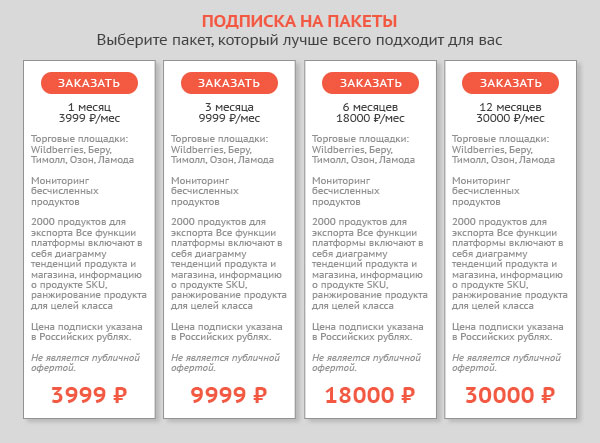 ПОДПИСКА НА ПАКЕТЫ
Выберите пакет, который лучше всего подходит для вас
ЗАКАЗАТЬ
1 месяц
3999 ₽/мес
Торговые площадки:
Wildberries, Беру,
Тимолл, Озон, Ламода
Мониторинг
бесчисленных
продуктов
2000 продуктов для
экспорта Все функции
платформы включают в
себя диаграмму
тенденций продукта и
магазина, информацию
о продукте SKU,
ранжирование продукта
для целей класса
Цена подписки указана
в Российских рублях.
Не является публичной
офертой.
3999 ₽
ЗАКАЗАТЬ
3 месяца
9999 ₽/мес
Торговые площадки:
Wildberries, Беру,
Тимолл, Озон, Ламода
Мониторинг
бесчисленных
продуктов
2000 продуктов для
экспорта Все функции
платформы включают в
себя диаграмму
тенденций продукта и
магазина, информацию
о продукте SKU,
ранжирование продукта
для целей класса
Цена подписки указана
в Российских рублях.
Не является публичной
офертой.
9999 ₽
ЗАКАЗАТЬ
6 месяцев
18000 ₽/мес
Торговые площадки:
Wildberries, Беру,
Тимолл, Озон, Ламода
Мониторинг
бесчисленных
продуктов
2000 продуктов для
экспорта Все функции
платформы включают в
себя диаграмму
тенденций продукта и
магазина, информацию
о продукте SKU,
ранжирование продукта
для целей класса
Цена подписки указана
в Российских рублях.
Не является публичной
офертой.
18000 ₽
ЗАКАЗАТЬ
12 месяцев
30000 ₽/мес
Торговые площадки:
Wildberries, Беру,
Тимолл, Озон, Ламода
Мониторинг
бесчисленных
продуктов
2000 продуктов для
экспорта Все функции
платформы включают в
себя диаграмму
тенденций продукта и
магазина, информацию
о продукте SKU,
ранжирование продукта
для целей класса
Цена подписки указана
в Российских рублях.
Не является публичной
офертой.
30000 ₽